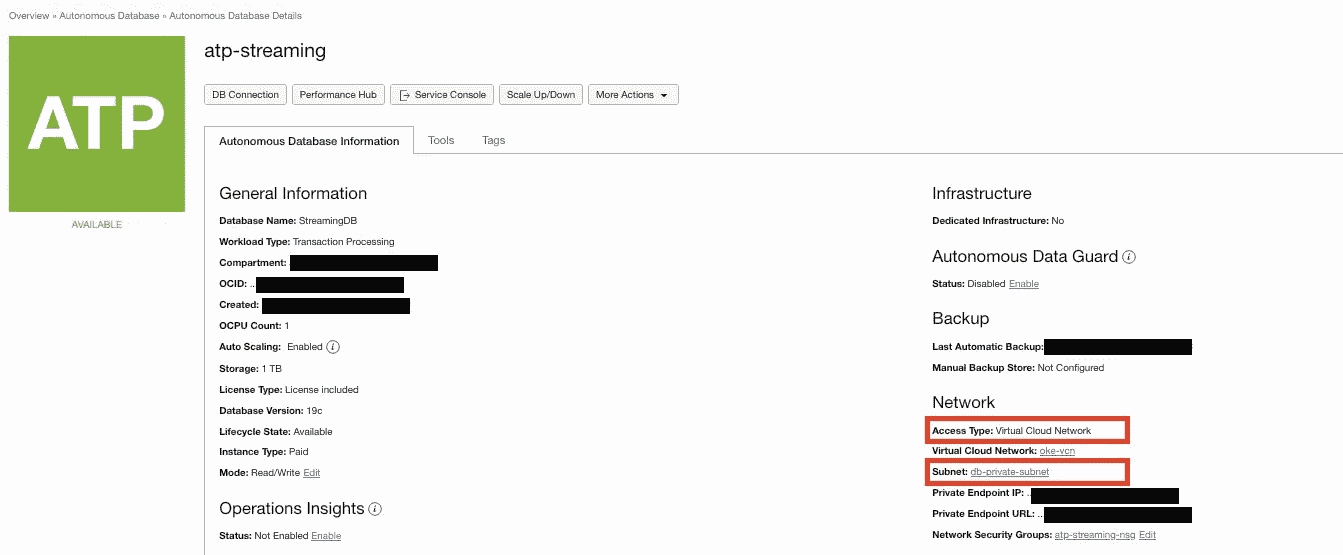 Overview » Autonomous Database » Autonomous Database Details
ATP
AVAILABLE
atp-streaming
DB Connection
Performance Hub
Service Console
Scale Up/Down
More Actions
Autonomous Database Information
Tools
Tags
General Information
Database Name: StreamingDB
Workload Type: Transaction Processing
Compartment:
OCID: ..
Created:
OCPU Count: 1
Auto Scaling: Enabled
Storage: 1 TB
License Type: License included
Database Version: 19c
Lifecycle State: Available
Instance Type: Paid
Mode: Read/Write Edit
Operations Insights
Status: Not Enabled Enable
Infrastructure
Dedicated Infrastructure: No
Autonomous Data Guard
Status: Disabled Enable
Backup
Last Automatic Backup:
Manual Backup Store: Not Configured
Network
Access Type: Virtual Cloud Network
Virtual Cloud Network: oke-vcn
Subnet: db-private-subnet
Private Endpoint IP: ..
Private Endpoint URL: ..
Network Security Groups: atp-streaming-nsg Edit